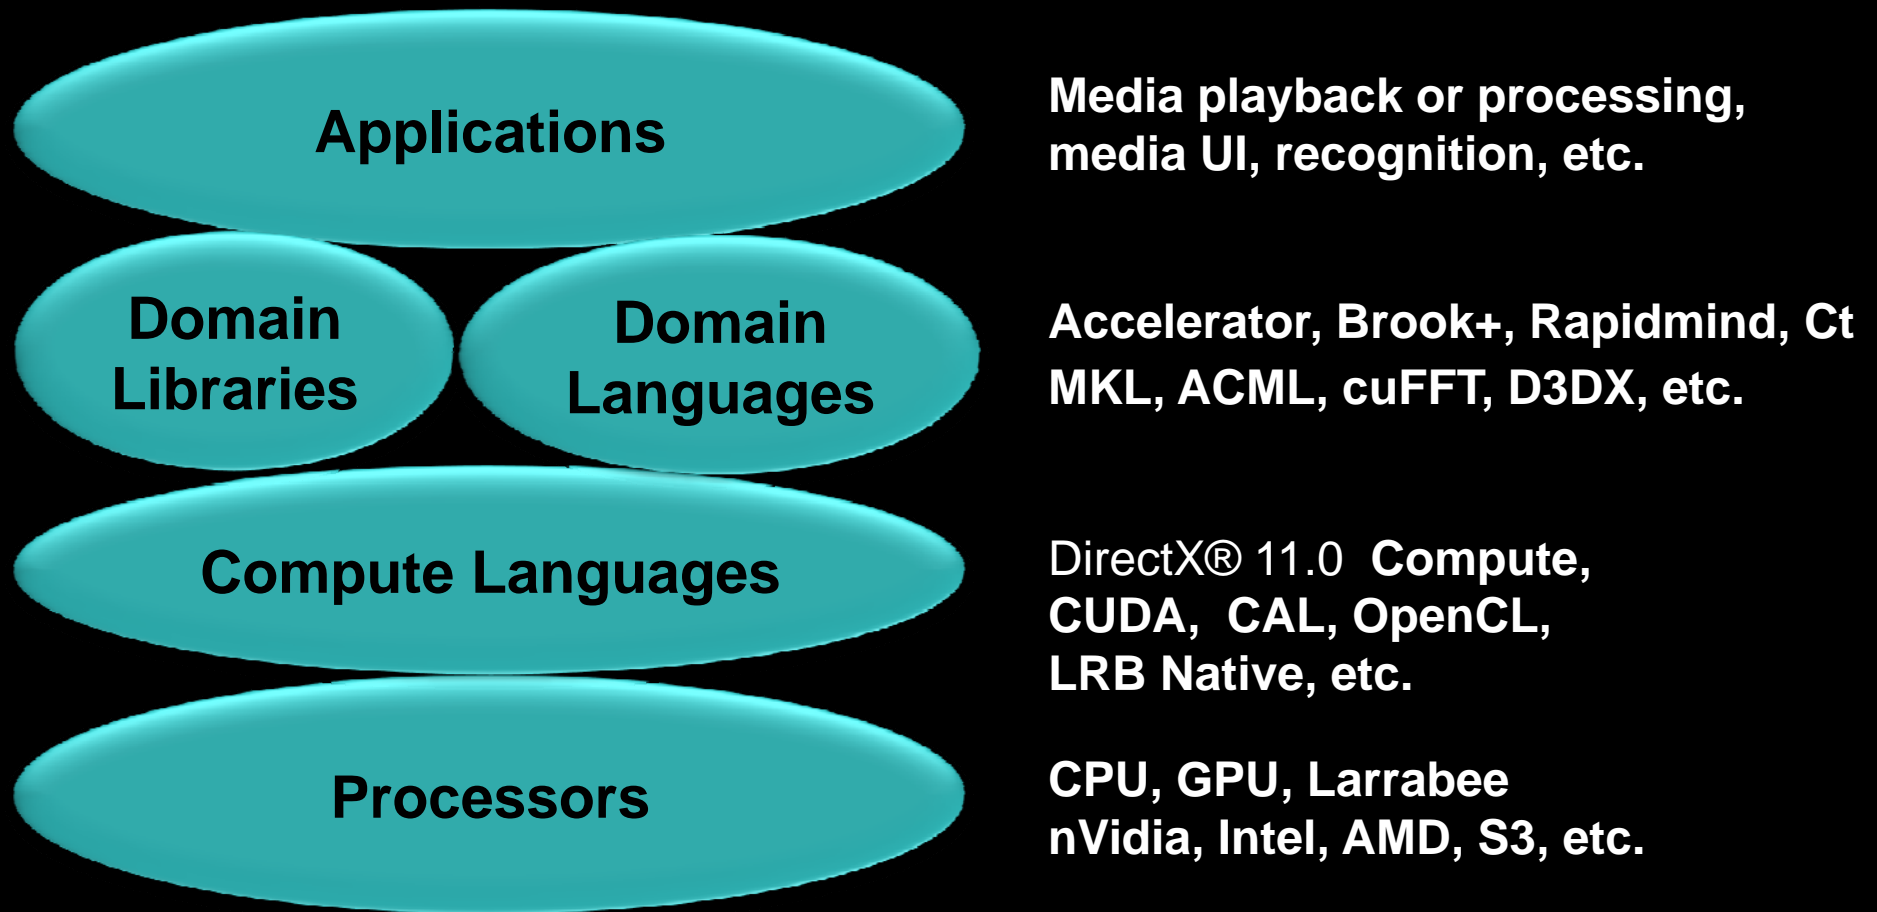 Applications
Media playback or processing,
media UI, recognition, etc.
Domain
Libraries
Domain
Languages
Accelerator, Brook+, Rapidmind, Ct
MKL, ACML, cuFFT, D3DX, etc.
Compute Languages
DirectX® 11.0  Compute,
CUDA,  CAL, OpenCL,
LRB Native, etc.
Processors
CPU, GPU, Larrabee
nVidia, Intel, AMD, S3, etc.